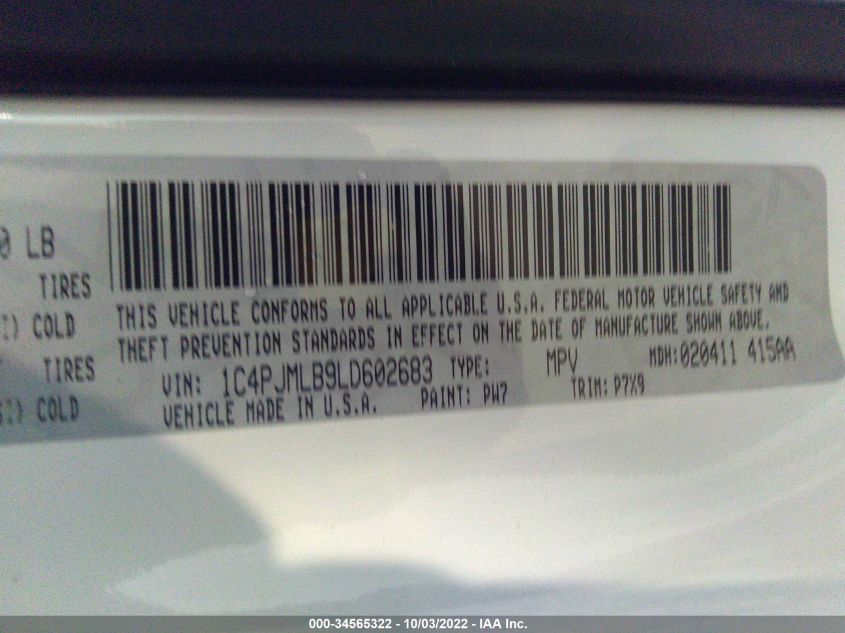 0 LB
TIRES
I) COLD
TIRES
SI) COLD
THIS VEHICLE CONFORMS TO ALL APPLICABLE U.S.A. FEDERAL MOTOR VEHICLE SAFETY AND
THEFT PREVENTION STANDARDS IN EFFECT ON THE DATE OF MANUFACTURE SHOWN ABOVE.
VIN: 1C4PJMLB9LD602683 TYPE: MPV MDH:020411 415AA
VEHICLE MADE IN U.S.A. PAINT: PW7 TRIM: P7X9
000-34565322 - 10/03/2022 - IAA Inc.